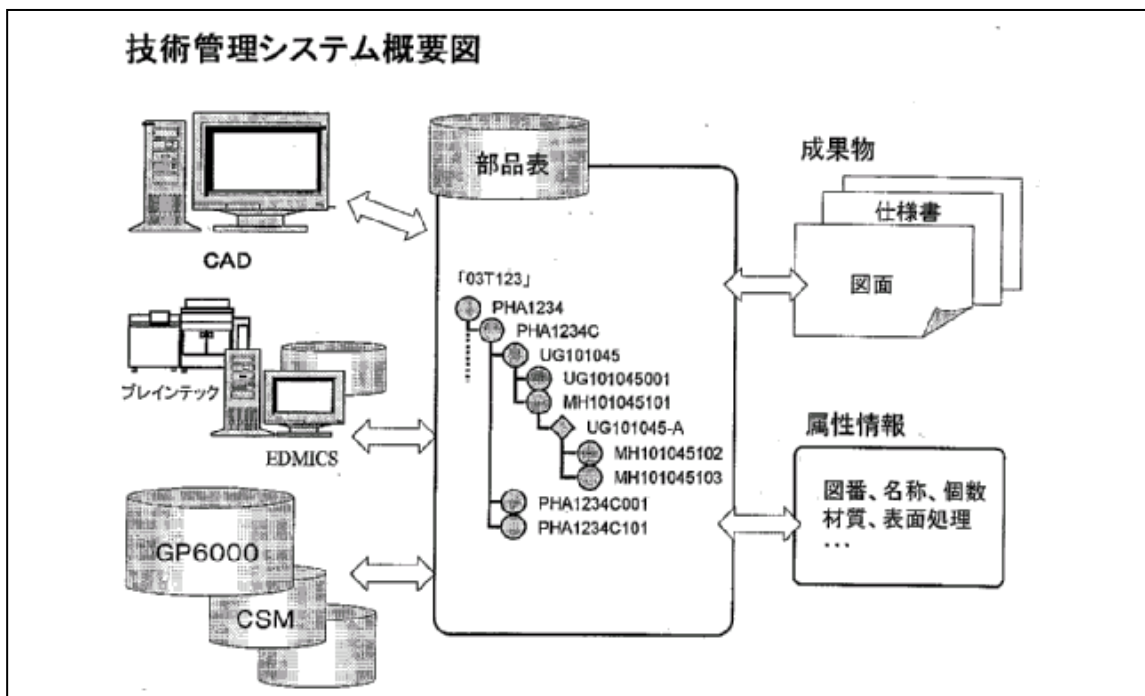 技術管理システム概要図
CAD
ブレインテック
EDMICS
GP6000
CSM
部品表
「03T123」
PHA1234
PHA1234C
UG101045
UG101045001
MH101045101
UG101045-A
MH101045102
MH101045103
PHA1234C001
PHA1234C101
成果物
仕様書
図面
属性情報
図番、名称、個数
材質、表面処理
…